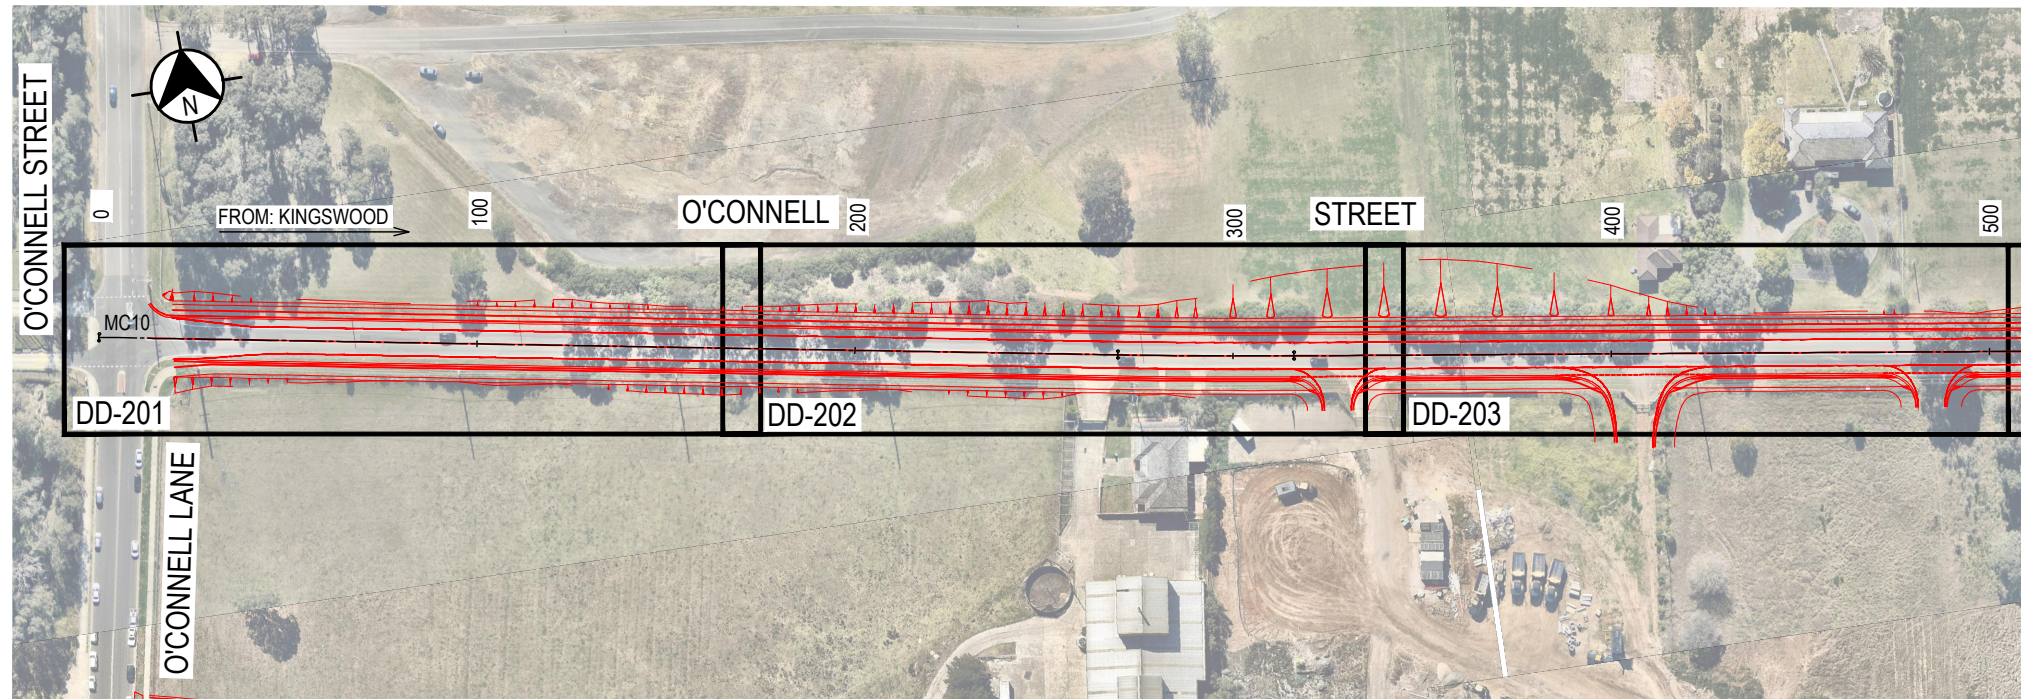 N
O'CONNELL STREET
0
FROM: KINGSWOOD
100
O'CONNELL
200
300
STREET
400
500
MC10
DD-201
DD-202
DD-203
O'CONNELL LANE